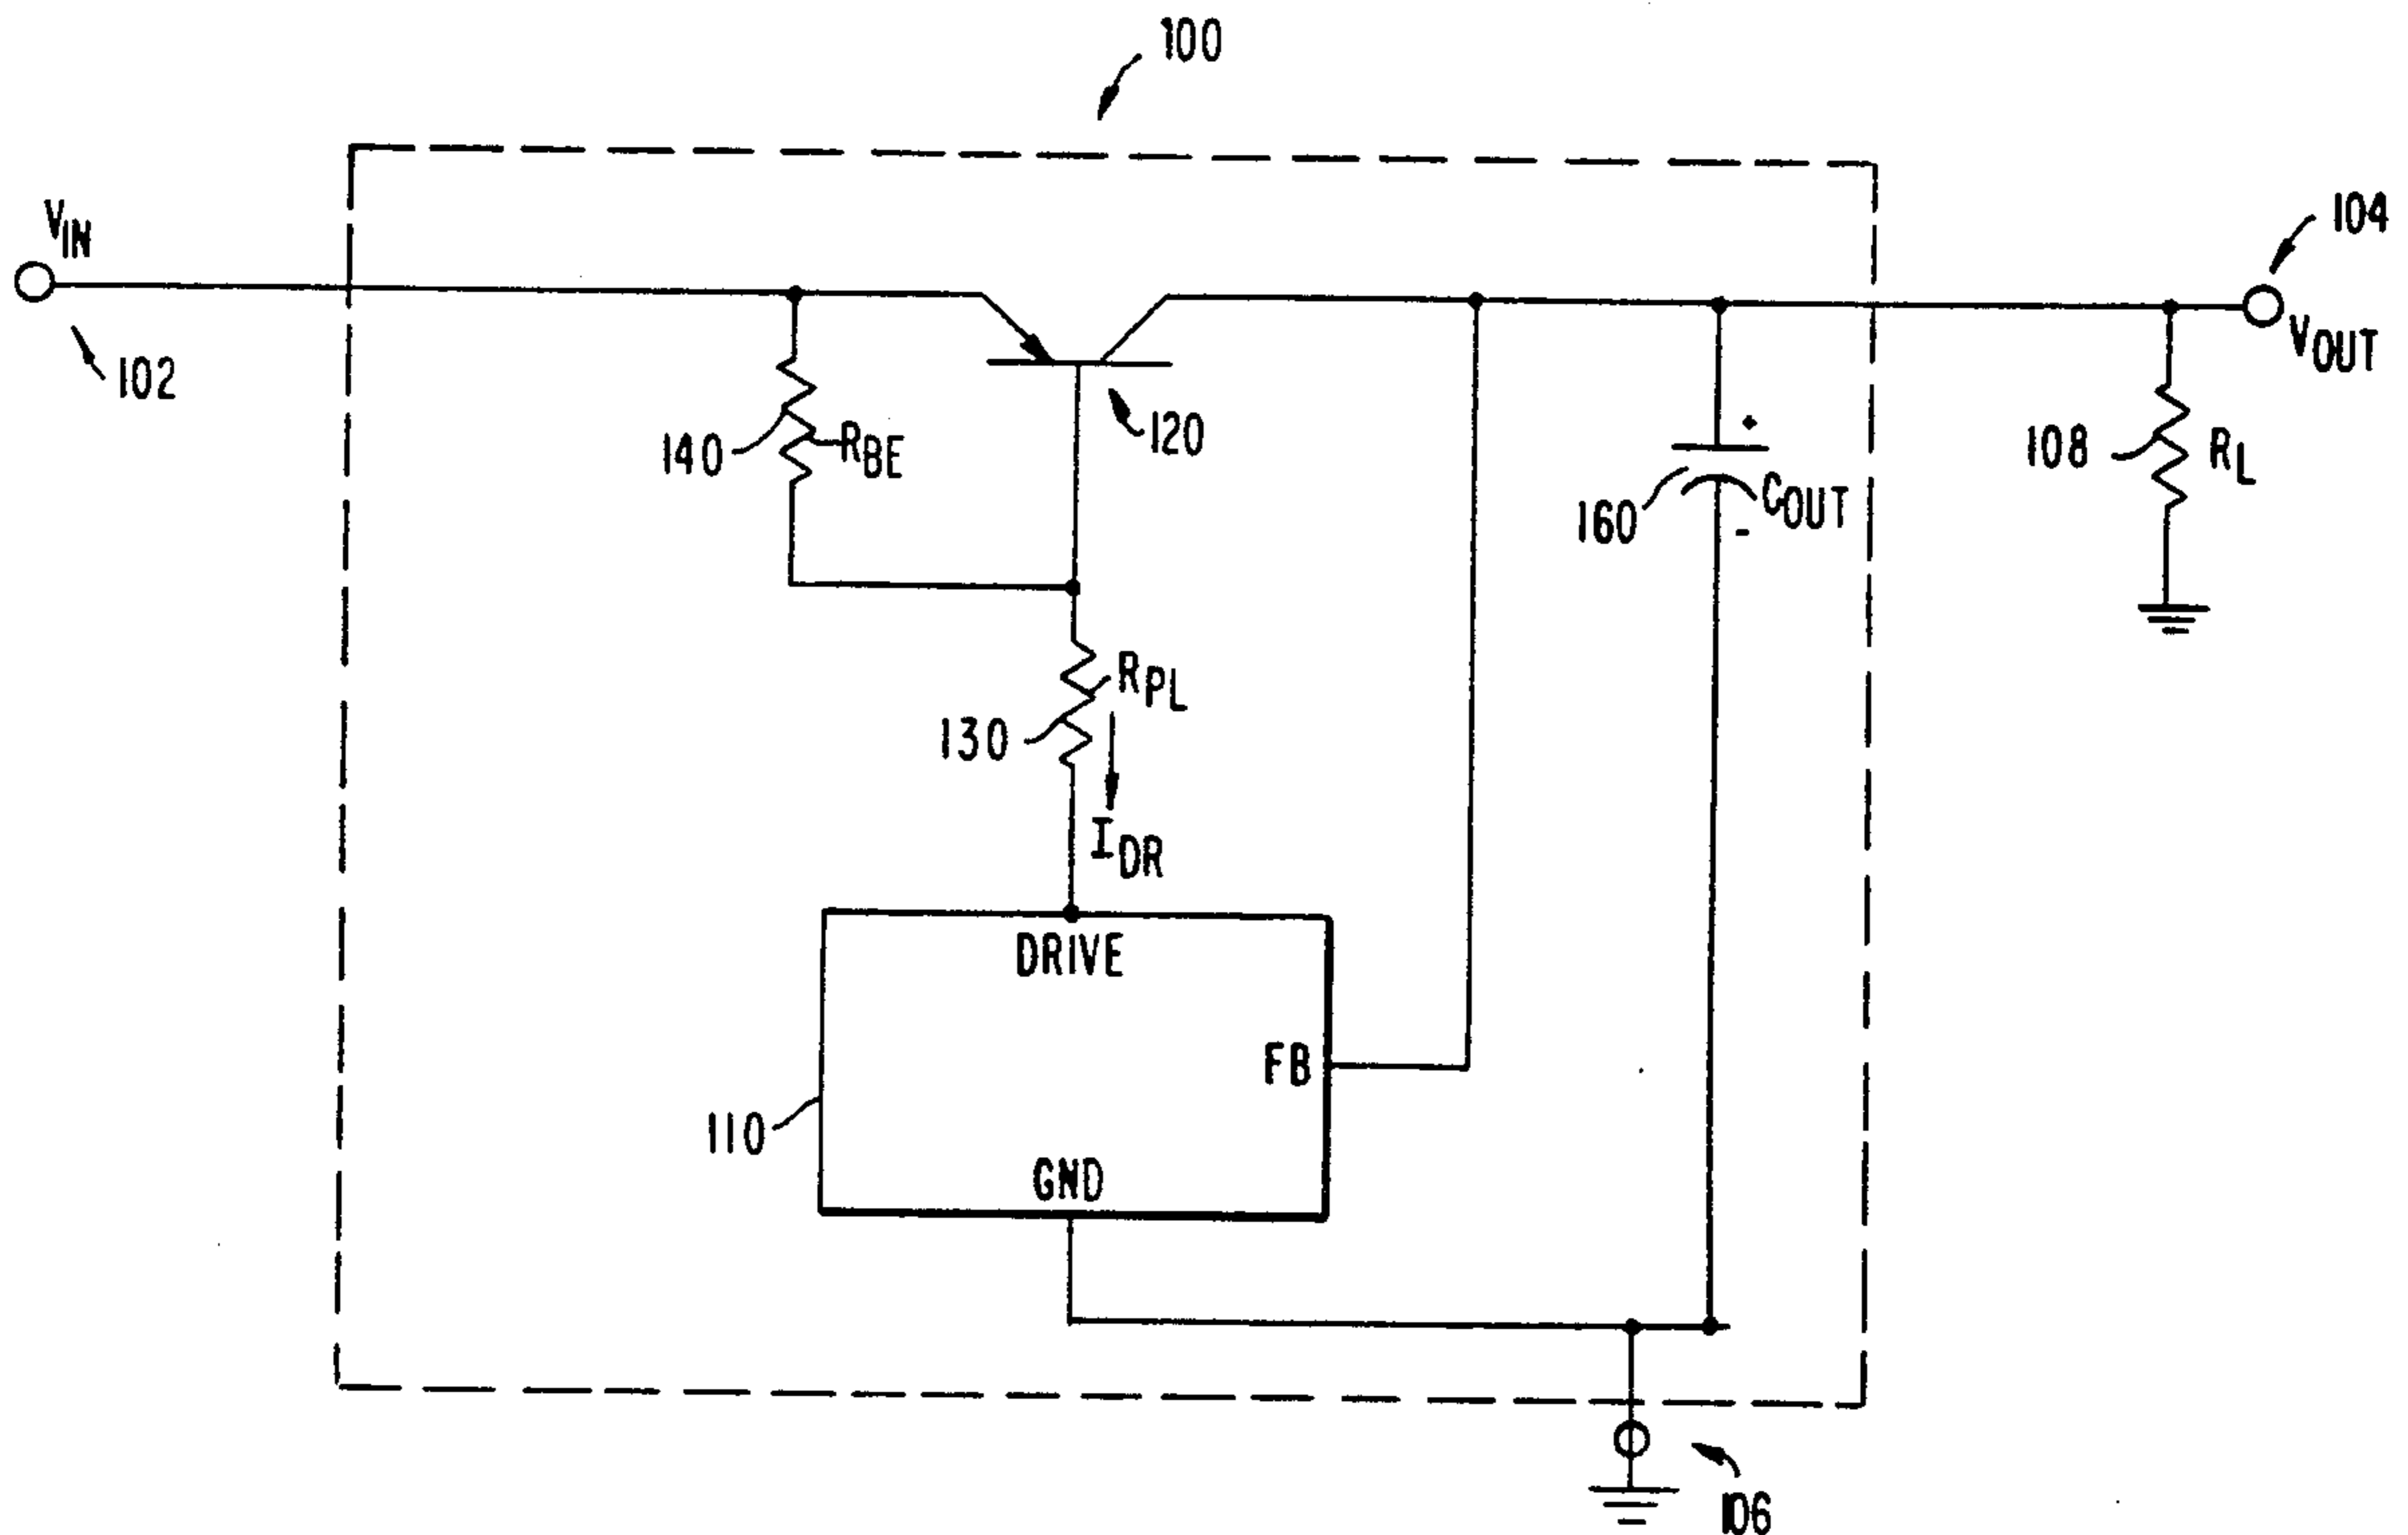 100
V_IN
102
104
V_OUT
140
R_BE
120
160
C_OUT
+
-
108
R_L
R_PL
130
I_DR
DRIVE
FB
110
GND
106